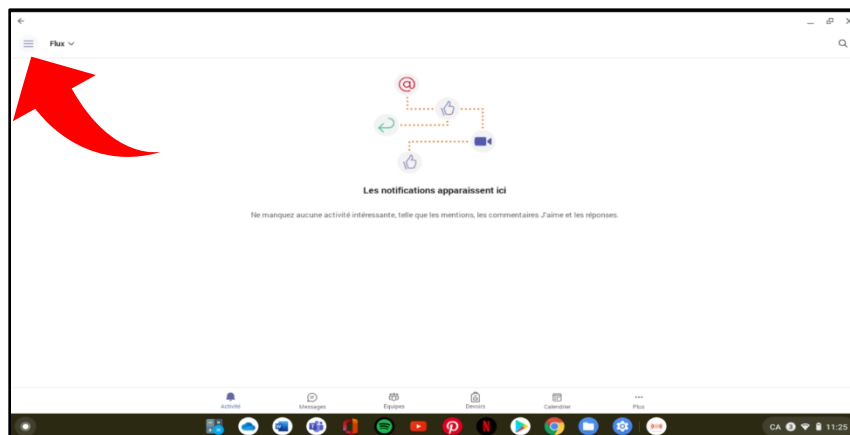 Flux
Les notifications apparaissent ici
Ne manquez aucune activité intéressante, telle que les mentions, les commentaires J'aime et les réponses.
Activité
Messages
Équipes
Devoirs
Calendrier
Plus
CA 3 11:25